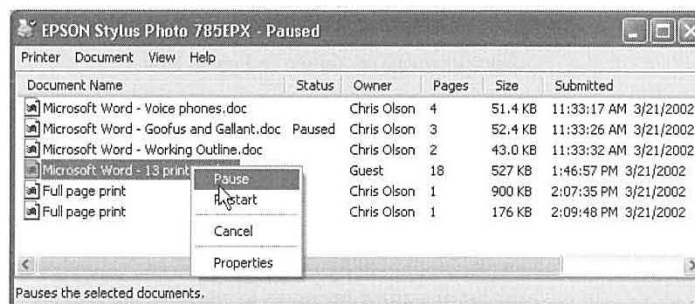 EPSON Stylus Photo 785EPX - Paused
Printer Document View Help
Document Name Status Owner Pages Size Submitted
Microsoft Word - Voice phones.doc Chris Olson 4 51.4 KB 11:33:17 AM 3/21/2002
Microsoft Word - Goofus and Gallant.doc Paused Chris Olson 3 52.4 KB 11:33:26 AM 3/21/2002
Microsoft Word - Working Outline.doc Chris Olson 2 43.0 KB 11:33:32 AM 3/21/2002
Microsoft Word - 13 print Guest 18 527 KB 1:46:57 PM 3/21/2002
Pause
Full page print Chris Olson 1 900 KB 2:07:35 PM 3/21/2002
Restart
Full page print Chris Olson 1 176 KB 2:09:48 PM 3/21/2002
Cancel
Properties
Pauses the selected documents.